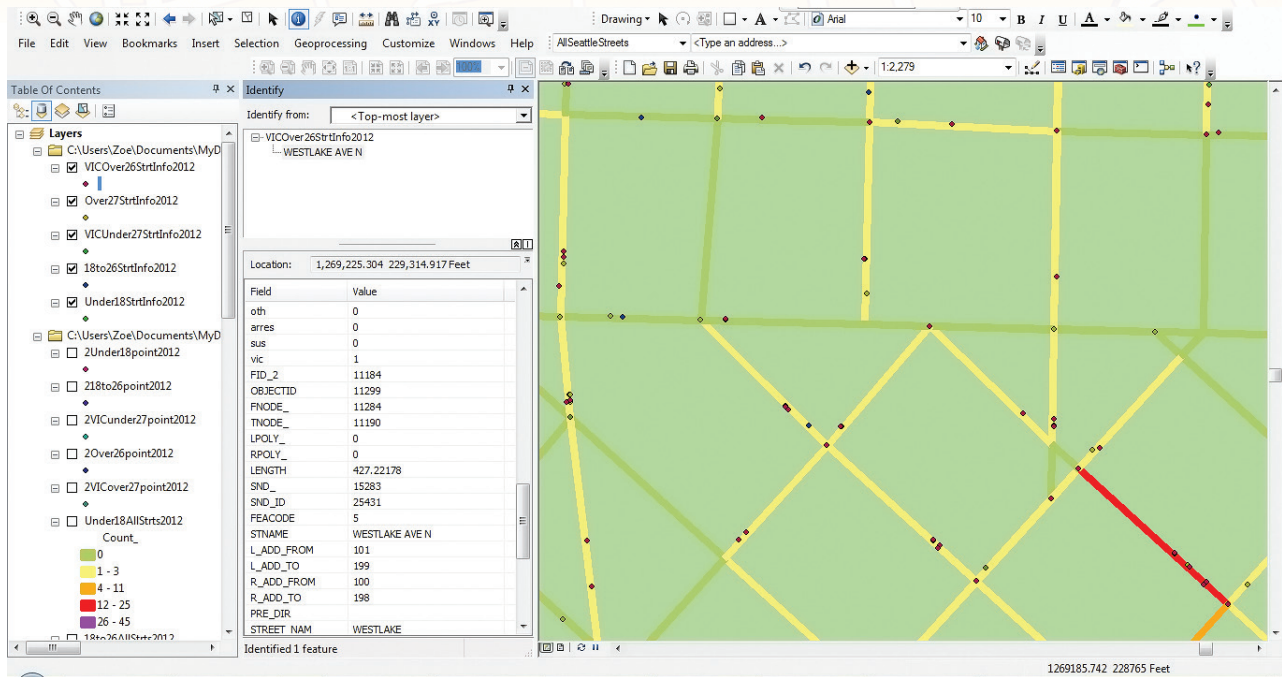 Drawing
Arial
10
B I U A
File Edit View Bookmarks Insert Selection Geoprocessing Customize Windows Help
AllSeattleStreets
<Type an address...>
100%
1:2,279
Table Of Contents
Layers
C:\Users\Zoe\Documents\MyD
VICOver26StrtInfo2012
Over27StrtInfo2012
VICUnder27StrtInfo2012
18to26StrtInfo2012
Under18StrtInfo2012
C:\Users\Zoe\Documents\MyD
2Under18point2012
218to26point2012
2VICunder27point2012
2Over26point2012
2VICover27point2012
Under18AllStrts2012
Count_
0
1 - 3
4 - 11
12 - 25
26 - 45
18to26AllStrts2012
Identify
Identify from: <Top-most layer>
VICOver26StrtInfo2012
WESTLAKE AVE N
Location: 1,269,225.304 229,314.917 Feet
Field Value
oth 0
arres 0
sus 0
vic 1
FID_2 11184
OBJECTID 11299
FNODE_ 11284
TNODE_ 11190
LPOLY_ 0
RPOLY_ 0
LENGTH 427.22178
SND_ 15283
SND_ID 25431
FEACODE 5
STNAME WESTLAKE AVE N
L_ADD_FROM 101
L_ADD_TO 199
R_ADD_FROM 100
R_ADD_TO 198
PRE_DIR
STREET_NAM WESTLAKE
Identified 1 feature
1269185.742 228765 Feet